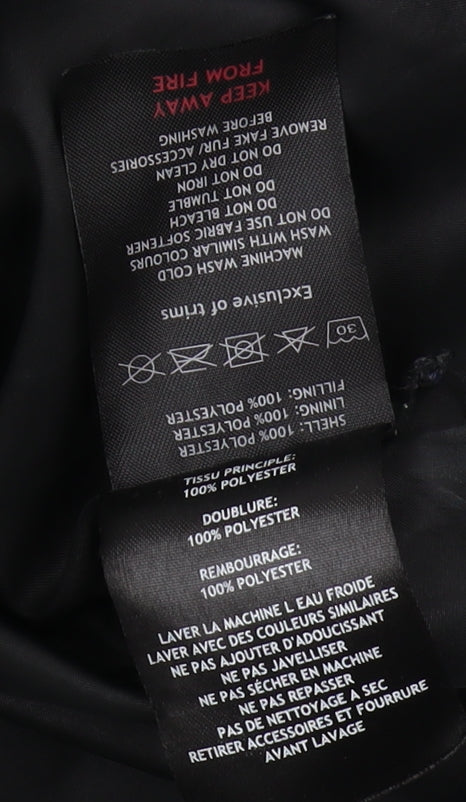 SHELL: 100% POLYESTER
LINING: 100% POLYESTER
FILLING: 100% POLYESTER
30
Exclusive of trims
MACHINE WASH COLD
WASH WITH SIMILAR COLOURS
DO NOT USE FABRIC SOFTENER
DO NOT BLEACH
DO NOT TUMBLE
DO NOT IRON
DO NOT DRY CLEAN
REMOVE FAKE FUR/ ACCESSORIES
BEFORE WASHING
KEEP AWAY
FROM FIRE
TISSU PRINCIPLE:
100% POLYESTER
DOUBLURE:
100% POLYESTER
REMBOURRAGE:
100% POLYESTER
LAVER LA MACHINE L EAU FROIDE
LAVER AVEC DES COULEURS SIMILAIRES
NE PAS AJOUTER D'ADOUCISSANT
NE PAS JAVELLISER
NE PAS SÉCHER EN MACHINE
NE PAS REPASSER
PAS DE NETTOYAGE A SEC
RETIRER ACCESSOIRES ET FOURRURE
AVANT LAVAGE